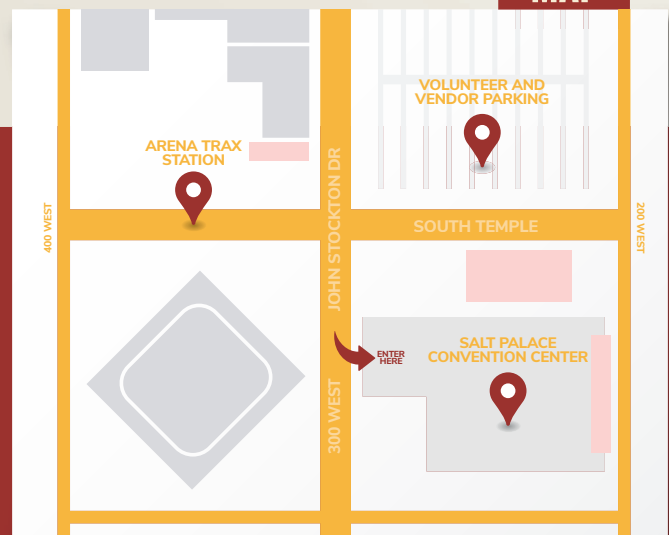 VOLUNTEER AND
VENDOR PARKING
ARENA TRAX
STATION
JOHN STOCKTON DR
400 WEST
SOUTH TEMPLE
200 WEST
SALT PALACE
CONVENTION CENTER
ENTER
HERE
300 WEST